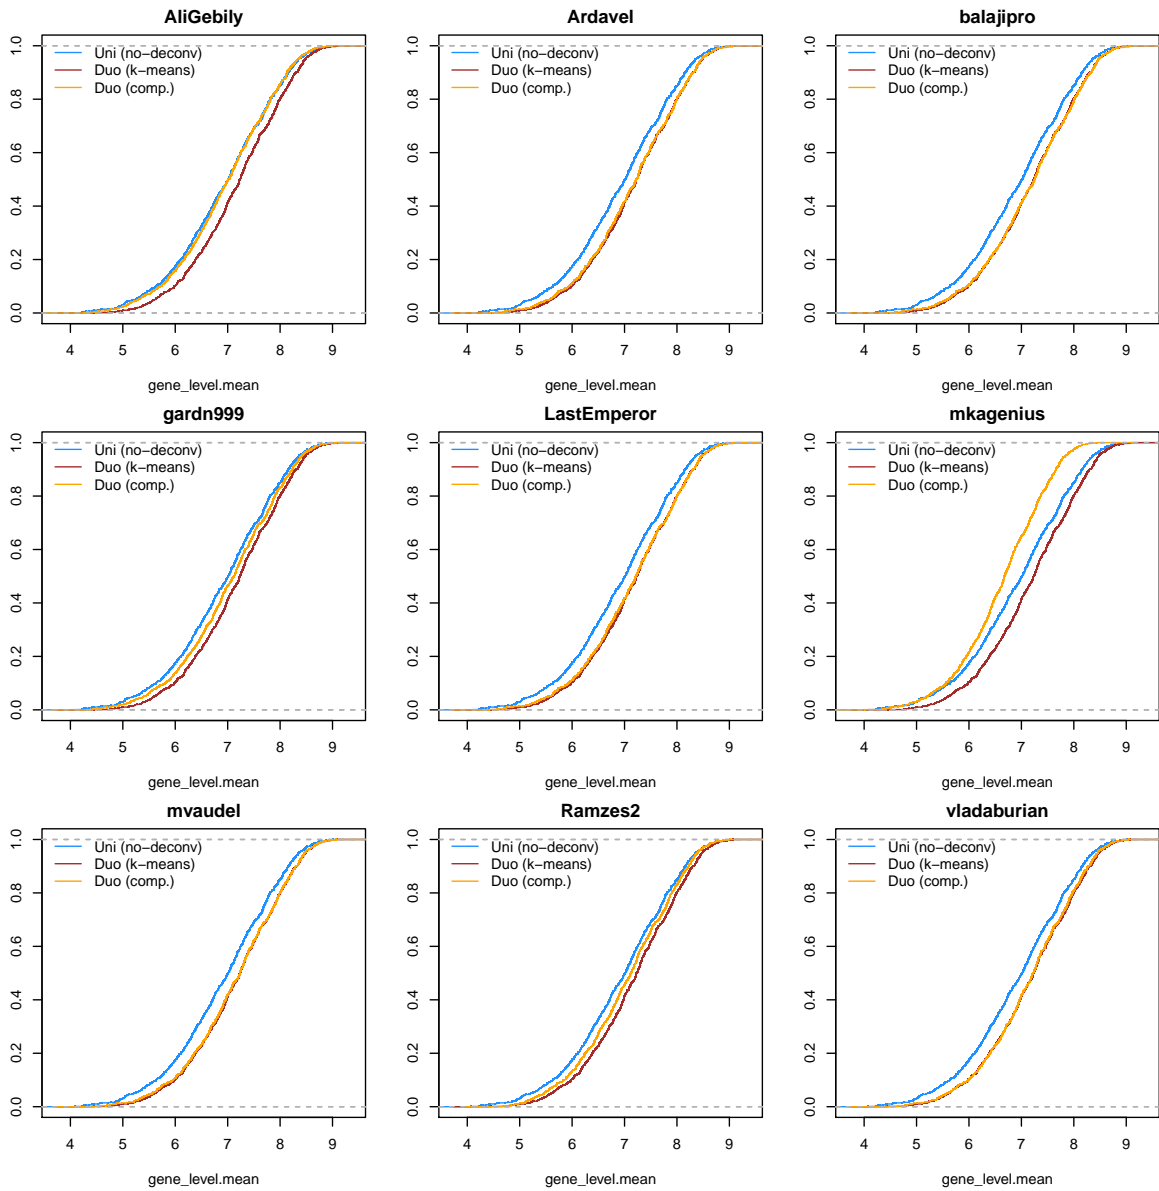 AliGebily
Ardavel
balajipro
Uni (no−deconv)
Duo (k−means)
Duo (comp.)
Uni (no−deconv)
Duo (k−means)
Duo (comp.)
Uni (no−deconv)
Duo (k−means)
Duo (comp.)
0.0 0.2 0.4 0.6 0.8 1.0
0.0 0.2 0.4 0.6 0.8 1.0
0.0 0.2 0.4 0.6 0.8 1.0
4 5 6 7 8 9
4 5 6 7 8 9
4 5 6 7 8 9
gene_level.mean
gene_level.mean
gene_level.mean
gardn999
LastEmperor
mkagenius
Uni (no−deconv)
Duo (k−means)
Duo (comp.)
Uni (no−deconv)
Duo (k−means)
Duo (comp.)
Uni (no−deconv)
Duo (k−means)
Duo (comp.)
0.0 0.2 0.4 0.6 0.8 1.0
0.0 0.2 0.4 0.6 0.8 1.0
0.0 0.2 0.4 0.6 0.8 1.0
4 5 6 7 8 9
4 5 6 7 8 9
4 5 6 7 8 9
gene_level.mean
gene_level.mean
gene_level.mean
mvaudel
Ramzes2
vladaburian
Uni (no−deconv)
Duo (k−means)
Duo (comp.)
Uni (no−deconv)
Duo (k−means)
Duo (comp.)
Uni (no−deconv)
Duo (k−means)
Duo (comp.)
0.0 0.2 0.4 0.6 0.8 1.0
0.0 0.2 0.4 0.6 0.8 1.0
0.0 0.2 0.4 0.6 0.8 1.0
4 5 6 7 8 9
4 5 6 7 8 9
4 5 6 7 8 9
gene_level.mean
gene_level.mean
gene_level.mean